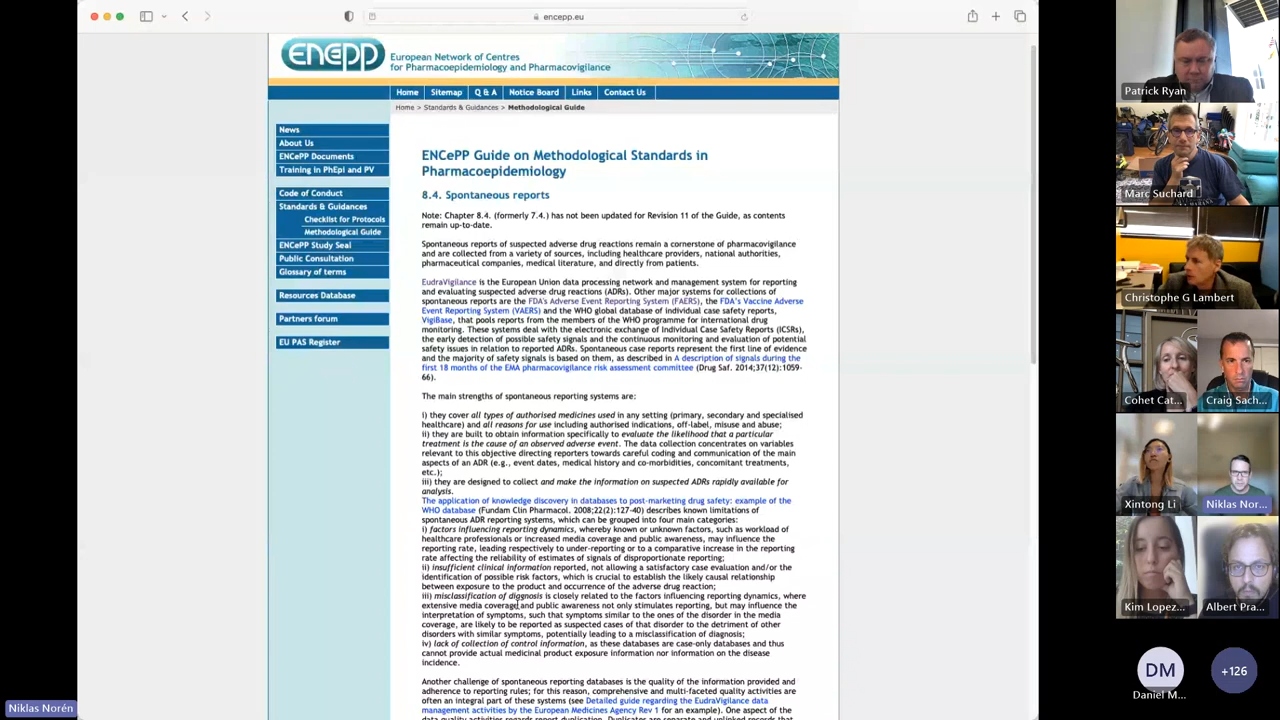 encepp.eu
ENCePP
European Network of Centres
for Pharmacoepidemiology and Pharmacovigilance
Home
Sitemap
Q & A
Notice Board
Links
Contact Us
Home > Standards & Guidances > Methodological Guide
News
About Us
ENCePP Documents
Training in PhEpi and PV
Code of Conduct
Standards & Guidances
Checklist for Protocols
Methodological Guide
ENCePP Study Seal
Public Consultation
Glossary of terms
Resources Database
Partners forum
EU PAS Register
ENCePP Guide on Methodological Standards in
Pharmacoepidemiology
8.4. Spontaneous reports
Note: Chapter 8.4. (formerly 7.4.) has not been updated for Revision 11 of the Guide, as contents
remain up-to-date.
Spontaneous reports of suspected adverse drug reactions remain a cornerstone of pharmacovigilance
and are collected from a variety of sources, including healthcare providers, national authorities,
pharmaceutical companies, medical literature, and directly from patients.
EudraVigilance is the European Union data processing network and management system for reporting
and evaluating suspected adverse drug reactions (ADRs). Other major systems for collections of
spontaneous reports are the FDA's Adverse Event Reporting System (FAERS), the FDA's Vaccine Adverse
Event Reporting System (VAERS) and the WHO global database of individual case safety reports,
VigiBase, that pools reports from the members of the WHO programme for international drug
monitoring. These systems deal with the electronic exchange of Individual Case Safety Reports (ICSRs),
the early detection of possible safety signals and the continuous monitoring and evaluation of potential
safety issues in relation to reported ADRs. Spontaneous case reports represent the first line of evidence
and the majority of safety signals is based on them, as described in A description of signals during the
first 18 months of the EMA pharmacovigilance risk assessment committee (Drug Saf. 2014;37(12):1059-
66).
The main strengths of spontaneous reporting systems are:
i) they cover all types of authorised medicines used in any setting (primary, secondary and specialised
healthcare) and all reasons for use including authorised indications, off-label, misuse and abuse;
ii) they are built to obtain information specifically to evaluate the likelihood that a particular
treatment is the cause of an observed adverse event. The data collection concentrates on variables
relevant to this objective directing reporters towards careful coding and communication of the main
aspects of an ADR (e.g., event dates, medical history and co-morbidities, concomitant treatments,
etc.);
iii) they are designed to collect and make the information on suspected ADRs rapidly available for
analysis.
The application of knowledge discovery in databases to post-marketing drug safety: example of the
WHO database (Fundam Clin Pharmacol. 2008;22(2):127-40) describes known limitations of
spontaneous ADR reporting systems, which can be grouped into four main categories:
i) factors influencing reporting dynamics, whereby known or unknown factors, such as workload of
healthcare professionals or increased media coverage and public awareness, may influence the
reporting rate, leading respectively to under-reporting or to a comparative increase in the reporting
rate affecting the reliability of estimates of signals of disproportionate reporting;
ii) insufficient clinical information reported, not allowing a satisfactory case evaluation and/or the
identification of possible risk factors, which is crucial to establish the likely causal relationship
between exposure to the product and occurrence of the adverse drug reaction;
iii) misclassification of diagnosis is closely related to the factors influencing reporting dynamics, where
extensive media coverage and public awareness not only stimulates reporting, but may influence the
interpretation of symptoms, such that symptoms similar to the ones of the disorder in the media
coverage, are likely to be reported as suspected cases of that disorder to the detriment of other
disorders with similar symptoms, potentially leading to a misclassification of diagnosis;
iv) lack of collection of control information, as these databases are case-only databases and thus
cannot provide actual medicinal product exposure information nor information on the disease
incidence.
Another challenge of spontaneous reporting databases is the quality of the information provided and
adherence to reporting rules; for this reason, comprehensive and multi-faceted quality activities are
often an integral part of these systems (see Detailed guide regarding the EudraVigilance data
management activities by the European Medicines Agency Rev 1 for an example). One aspect of the
data quality activities regards report duplication. Duplicates are separate and unlinked records that
Niklas Norén
Patrick Ryan
Marc Suchard
Christophe G Lambert
Cohet Cat...
Craig Sach...
Xintong Li
Niklas Nor...
Kim Lopez...
Albert Pra...
DM
Daniel M...
+126